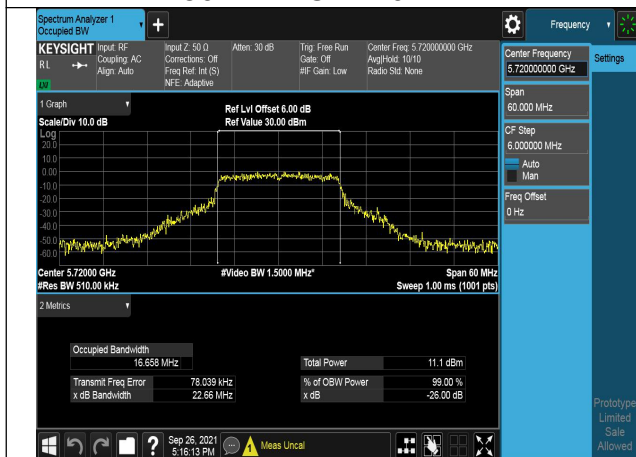 Spectrum Analyzer 1
Occupied BW
+
Frequency
KEYSIGHT
RL
LXI
Input: RF
Coupling: AC
Align: Auto
Input Z: 50 Ω
Corrections: Off
Freq Ref: Int (S)
NFE: Adaptive
Atten: 30 dB
Trig: Free Run
Gate: Off
#IF Gain: Low
Center Freq: 5.720000000 GHz
Avg|Hold: 10/10
Radio Std: None
Center Frequency
5.720000000 GHz
Settings
Span
60.000 MHz
CF Step
6.000000 MHz
Auto
Man
Freq Offset
0 Hz
1 Graph
Scale/Div 10.0 dB
Ref Lvl Offset 6.00 dB
Ref Value 30.00 dBm
Log
20.0
10.0
0.00
-10.0
-20.0
-30.0
-40.0
-50.0
-60.0
Center 5.72000 GHz
#Res BW 510.00 kHz
#Video BW 1.5000 MHz*
Span 60 MHz
Sweep 1.00 ms (1001 pts)
2 Metrics
Occupied Bandwidth
16.658 MHz
Total Power 11.1 dBm
Transmit Freq Error 78.039 kHz
% of OBW Power 99.00 %
x dB Bandwidth 22.66 MHz
x dB -26.00 dB
Prototype
Limited
Sale
Allowed
?
Sep 26, 2021
5:16:13 PM
1
Meas Uncal